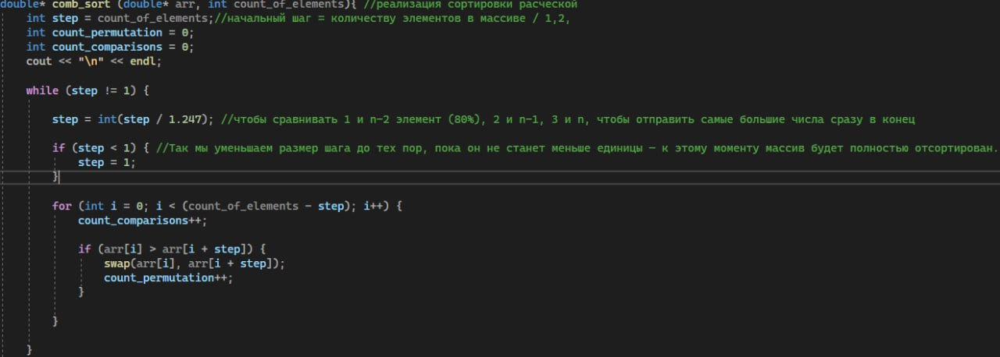 double* comb_sort (double* arr, int count_of_elements){ //реализация сортировки расческой
int step = count_of_elements;//начальный шаг = количеству элементов в массиве / 1,2,
int count_permutation = 0;
int count_comparisons = 0;
cout << "\n" << endl;
while (step != 1) {
step = int(step / 1.247); //чтобы сравнивать 1 и n-2 элемент (80%), 2 и n-1, 3 и n, чтобы отправить самые большие числа сразу в конец
if (step < 1) { //Так мы уменьшаем размер шага до тех пор, пока он не станет меньше единицы — к этому моменту массив будет полностью отсортирован.
step = 1;
}
for (int i = 0; i < (count_of_elements - step); i++) {
count_comparisons++;
if (arr[i] > arr[i + step]) {
swap(arr[i], arr[i + step]);
count_permutation++;
}
}
}